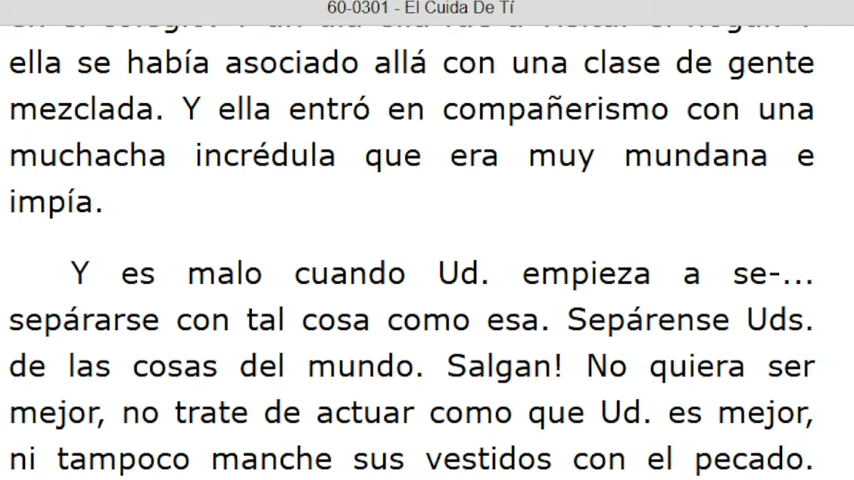 60-0301 - El Cuida De Tí
ella se había asociado allá con una clase de gente
mezclada. Y ella entró en compañerismo con una
muchacha incrédula que era muy mundana e
impía.
Y es malo cuando Ud. empieza a se-...
sepárarse con tal cosa como esa. Sepárense Uds.
de las cosas del mundo. Salgan! No quiera ser
mejor, no trate de actuar como que Ud. es mejor,
ni tampoco manche sus vestidos con el pecado.